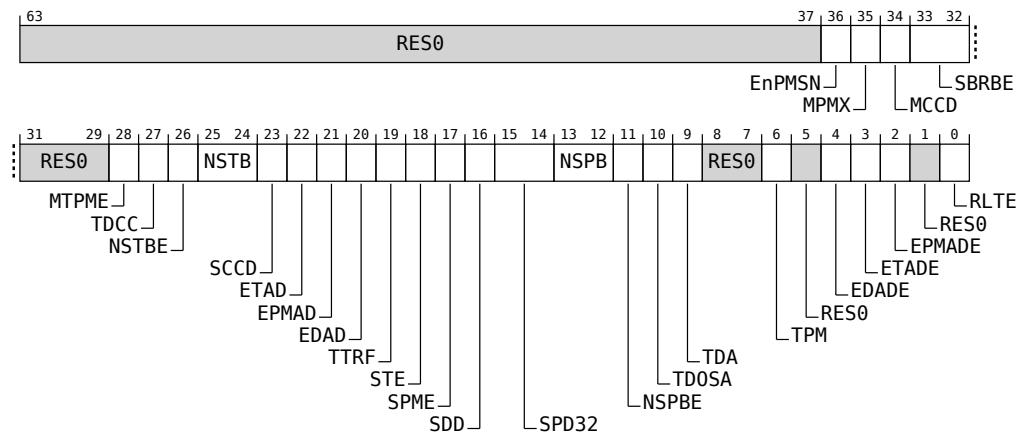 63 37 36 35 34 33 32
RES0
EnPMSN SBRBE
MPMX MCCD
31 29 28 27 26 25 24 23 22 21 20 19 18 17 16 15 14 13 12 11 10 9 8 7 6 5 4 3 2 1 0
RES0 NSTB NSPB RES0
MTPME RLTE
TDCC RES0
NSTBE EPMADE
SCCD ETADE
ETAD EDADE
EPMAD RES0
EDAD TPM
TTRF TDA
STE TDOSA
SPME NSPBE
SDD SPD32